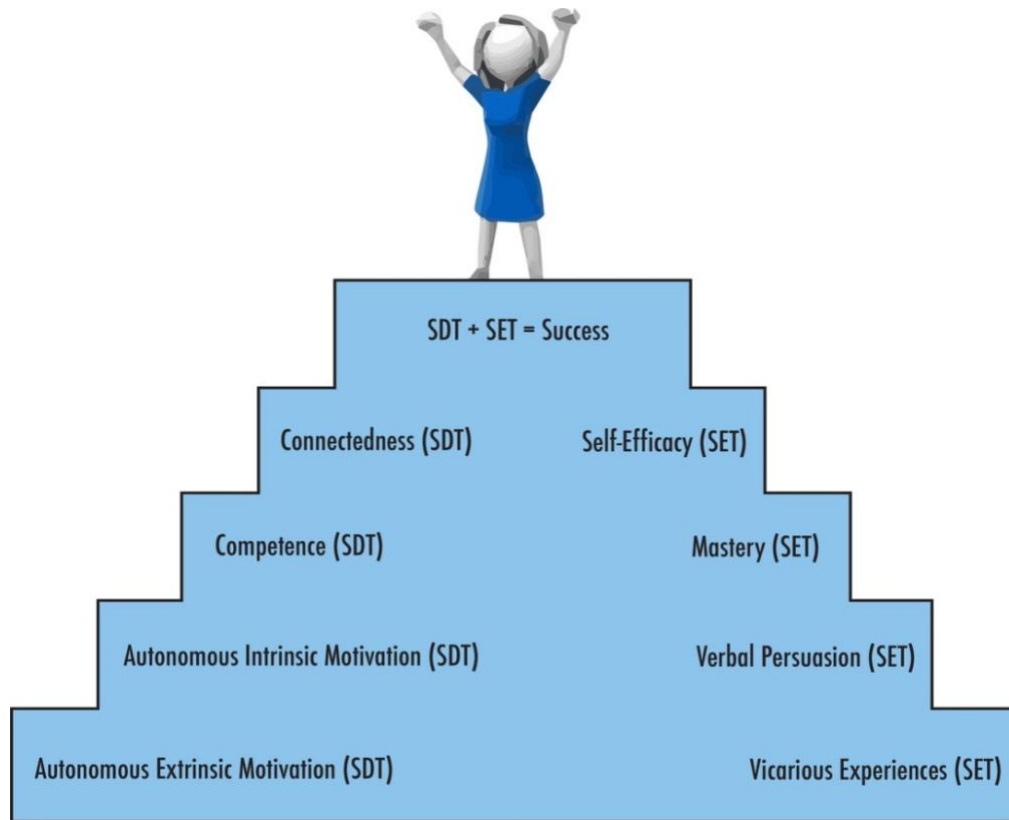 SDT + SET = Success
Connectedness (SDT)
Self-Efficacy (SET)
Competence (SDT)
Mastery (SET)
Autonomous Intrinsic Motivation (SDT)
Verbal Persuasion (SET)
Autonomous Extrinsic Motivation (SDT)
Vicarious Experiences (SET)